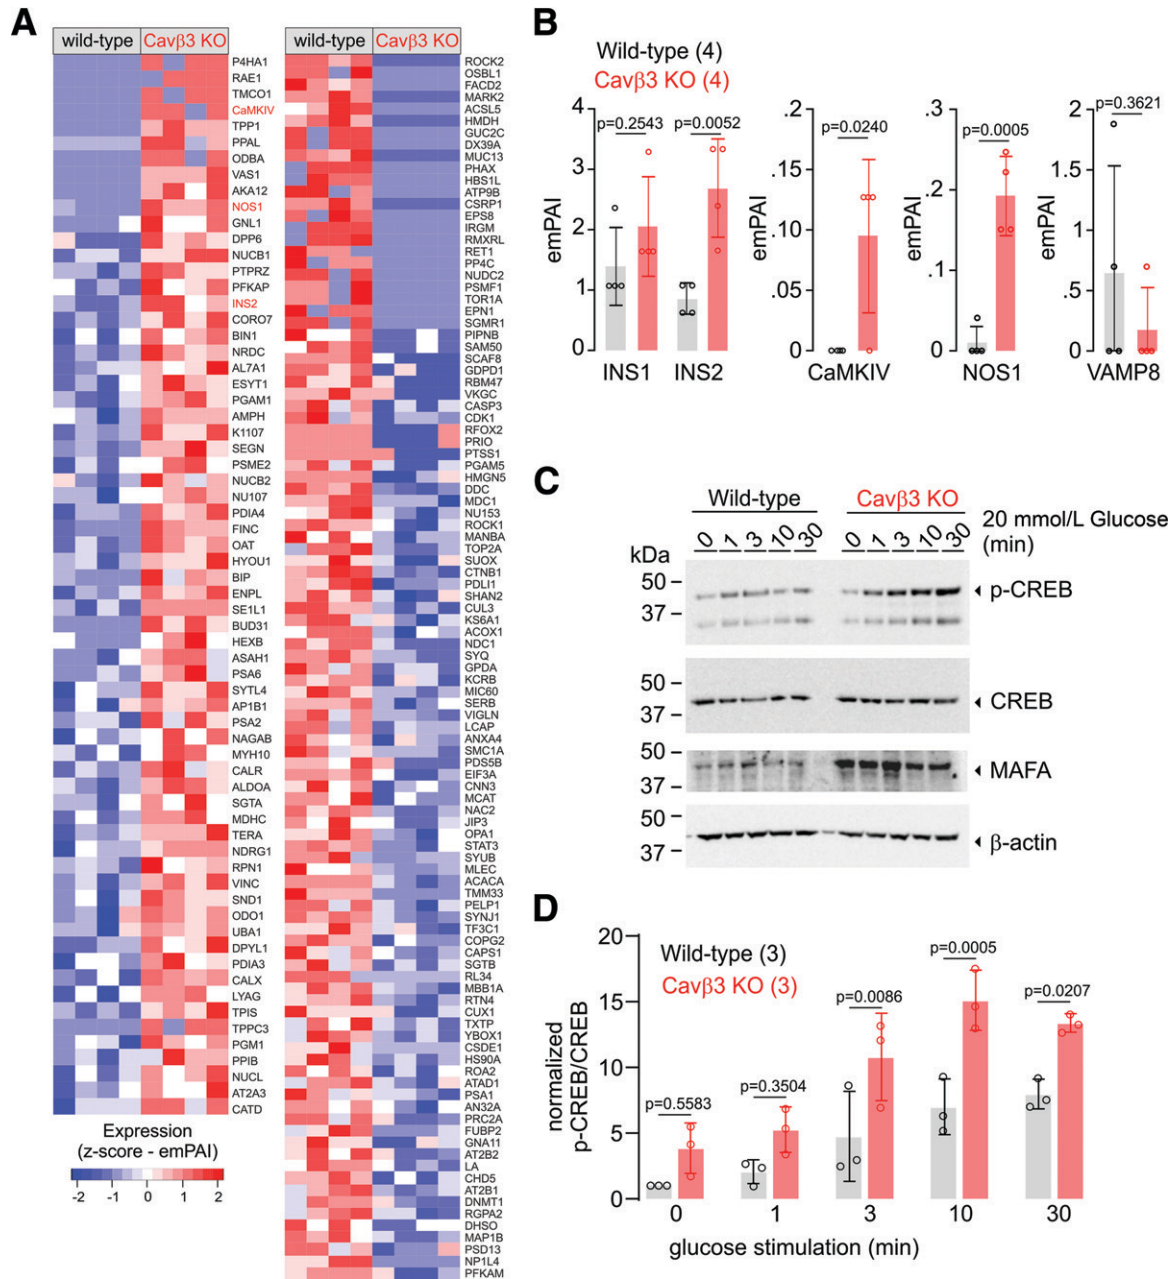 A
wild-type
Cavβ3 KO
P4HA1
RAE1
TMCO1
CaMKIV
TPP1
PPAL
ODBA
VAS1
AKA12
NOS1
GNL1
DPP6
NUCB1
PTPRZ
PFKAP
INS2
CORO7
BIN1
NRDC
AL7A1
ESYT1
PGAM1
AMPH
K1107
SEGN
PSME2
NUCB2
NU107
PDIA4
FINC
OAT
HYOU1
BIP
ENPL
SE1L1
BUD31
HEXB
ASAH1
PSA6
SYTL4
AP1B1
PSA2
NAGAB
MYH10
CALR
ALDOA
SGTA
MDHC
TERA
NDRG1
RPN1
VINC
SND1
ODO1
UBA1
DPYL1
PDIA3
CALX
LYAG
TPIS
TPPC3
PGM1
PPIB
NUCL
AT2A3
CATD
Expression
(z-score - emPAI)
-2 -1 0 1 2
wild-type
Cavβ3 KO
ROCK2
OSBL1
FACD2
MARK2
ACSL5
HMDH
GUC2C
DX39A
MUC13
PHAX
HBS1L
ATP9B
CSRP1
EPS8
IRGM
RMXRL
RET1
PP4C
NUDC2
PSMF1
TOR1A
EPN1
SGMR1
PIPNB
SAM50
SCAF8
GDPD1
RBM47
VKGC
CASP3
CDK1
RFOX2
PRIO
PTSS1
PGAM5
HMGN5
DDC
MDC1
NU153
ROCK1
MANBA
TOP2A
SUOX
CTNB1
PDLI1
SHAN2
CUL3
KS6A1
ACOX1
NDC1
SYQ
GPDA
KCRB
MIC60
SERB
VIGLN
LCAP
ANXA4
SMC1A
PDS5B
EIF3A
CNN3
MCAT
NAC2
JIP3
OPA1
STAT3
SYUB
MLEC
ACACA
TMM33
PELP1
SYNJ1
TF3C1
COPG2
CAPS1
SGTB
RL34
MBB1A
RTN4
CUX1
TXTP
YBOX1
CSDE1
HS90A
ROA2
ATAD1
PSA1
AN32A
PRC2A
FUBP2
GNA11
AT2B2
LA
CHD5
AT2B1
DNMT1
RGPA2
DHSO
MAP1B
PSD13
NP1L4
PFKAM
B
Wild-type (4)
Cavβ3 KO (4)
emPAI
4
3
2
1
0
p=0.2543
p=0.0052
INS1
INS2
emPAI
.2
.15
.10
.05
0
p=0.0240
CaMKIV
emPAI
.3
.2
.1
0
p=0.0005
NOS1
emPAI
2
1.5
1
.5
0
p=0.3621
VAMP8
C
Wild-type
Cavβ3 KO
0 1 3 10 30
0 1 3 10 30
20 mmol/L Glucose
(min)
kDa
50
37
p-CREB
50
37
CREB
50
37
MAFA
50
37
β-actin
D
Wild-type (3)
Cavβ3 KO (3)
normalized
p-CREB/CREB
20
15
10
5
0
p=0.5583
p=0.3504
p=0.0086
p=0.0005
p=0.0207
0 1 3 10 30
glucose stimulation (min)